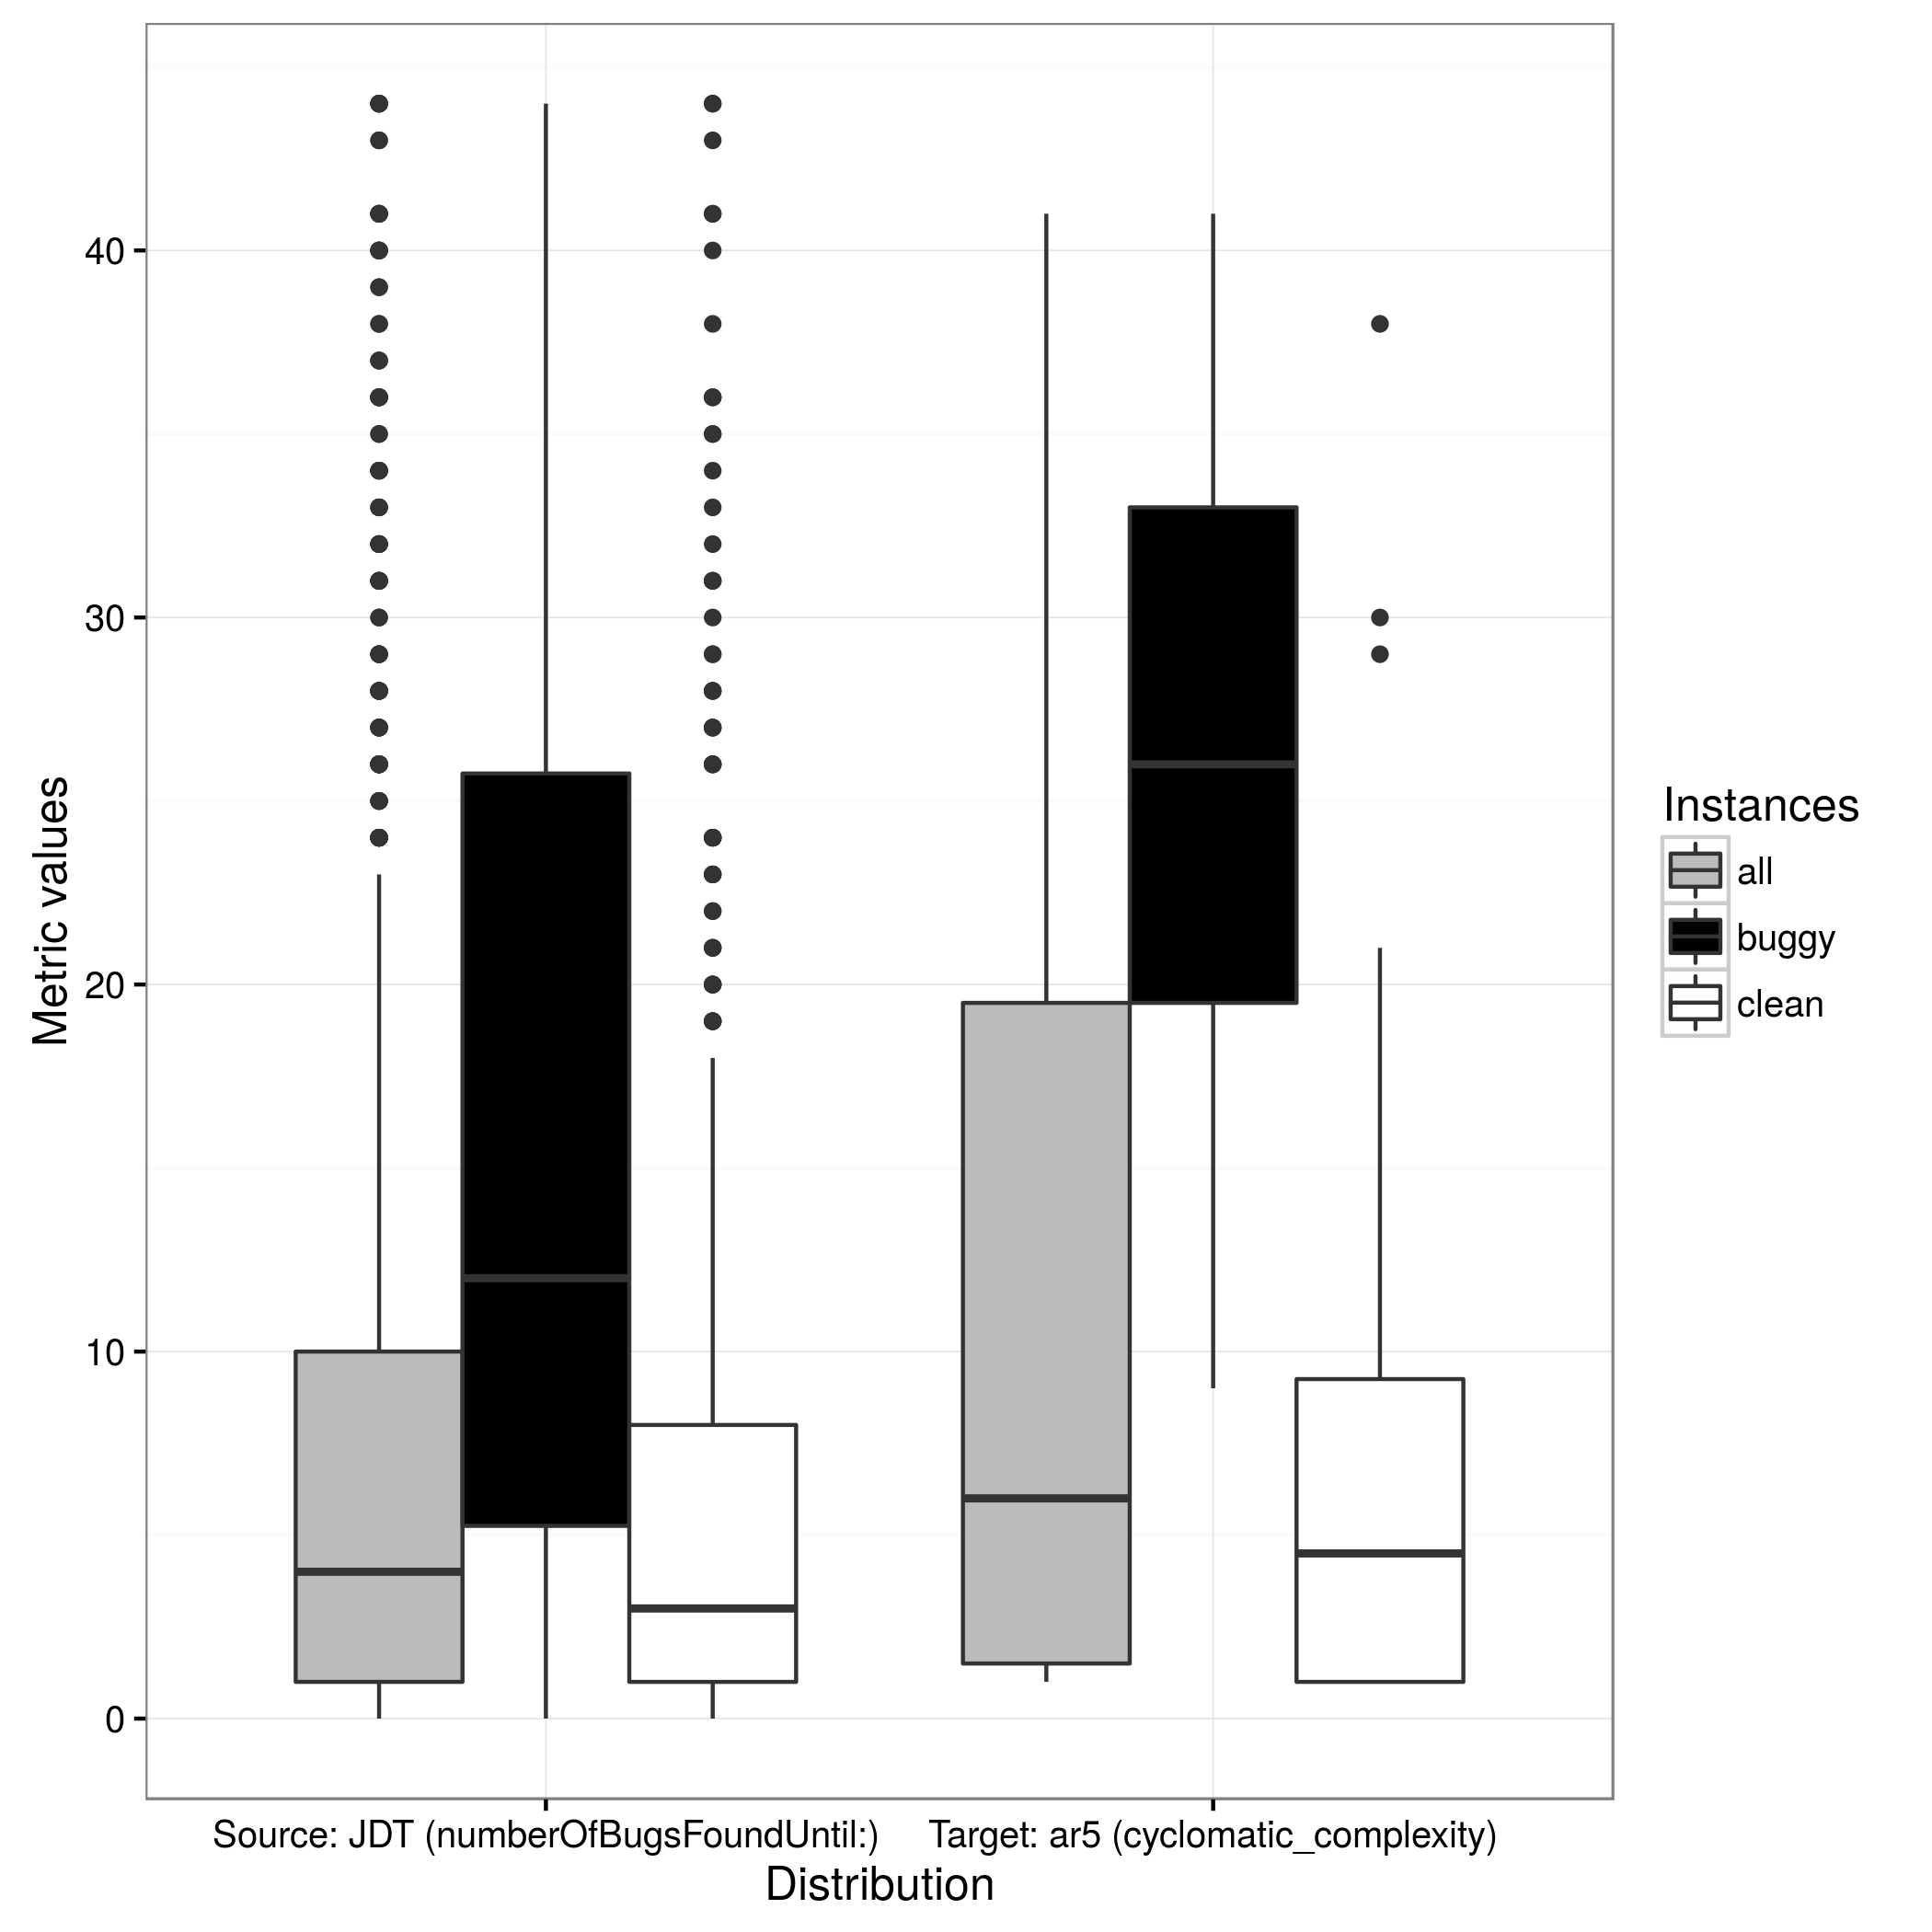 Metric values
40
30
20
10
0
Source: JDT (numberOfBugsFoundUntil:)
Target: ar5 (cyclomatic_complexity)
Distribution
Instances
all
buggy
clean